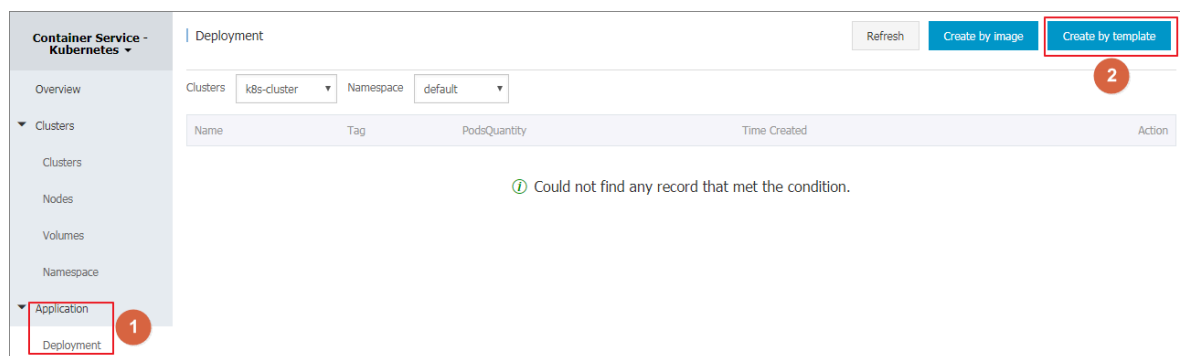 Container Service -
Kubernetes
Deployment
Refresh
Create by image
Create by template
2
Overview
Clusters
k8s-cluster
Namespace
default
Clusters
Name
Tag
PodsQuantity
Time Created
Action
Clusters
Could not find any record that met the condition.
Nodes
Volumes
Namespace
Application
1
Deployment